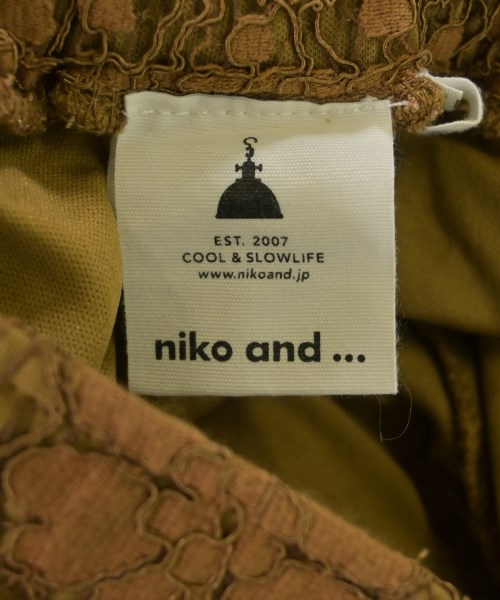 EST. 2007
COOL & SLOWLIFE
www.nikoand.jp
niko and ...